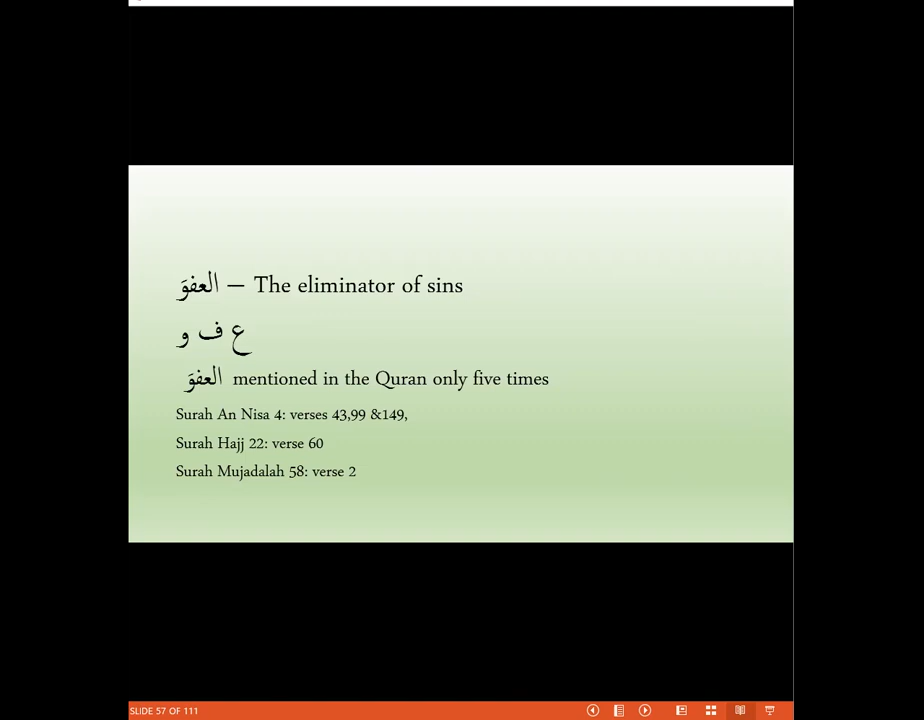 العفوَ – The eliminator of sins
ع ف و
العفوَ mentioned in the Quran only five times
Surah An Nisa 4: verses 43,99 &149,
Surah Hajj 22: verse 60
Surah Mujadalah 58: verse 2
SLIDE 57 OF 111